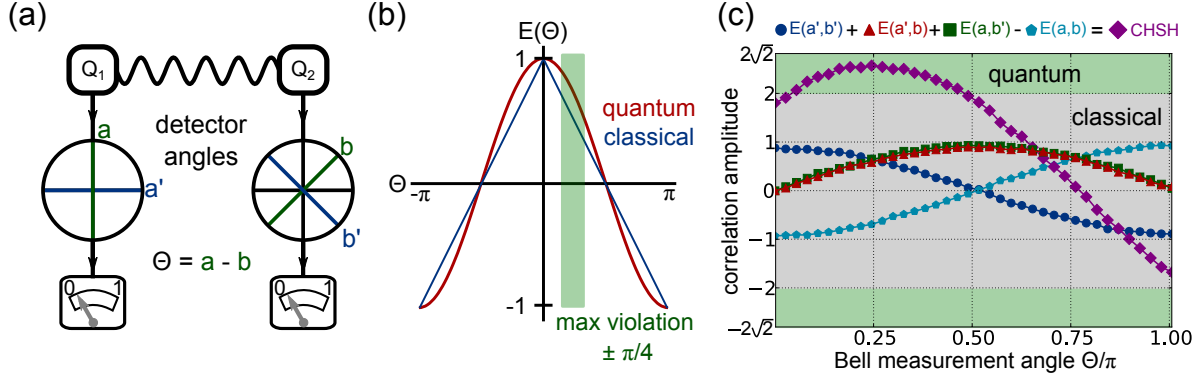 (a)
Q1
Q2
a
a'
detector
angles
b
b'
Θ = a - b
0 1
0 1
(b)
E(Θ)
1
quantum
classical
Θ
-π
π
-1
max violation
± π/4
(c)
E(a',b') + E(a',b) + E(a,b') - E(a,b) = CHSH
2√2
2
1
0
−1
−2
−2√2
correlation amplitude
quantum
classical
0.25 0.50 0.75 1.00
Bell measurement angle Θ/π